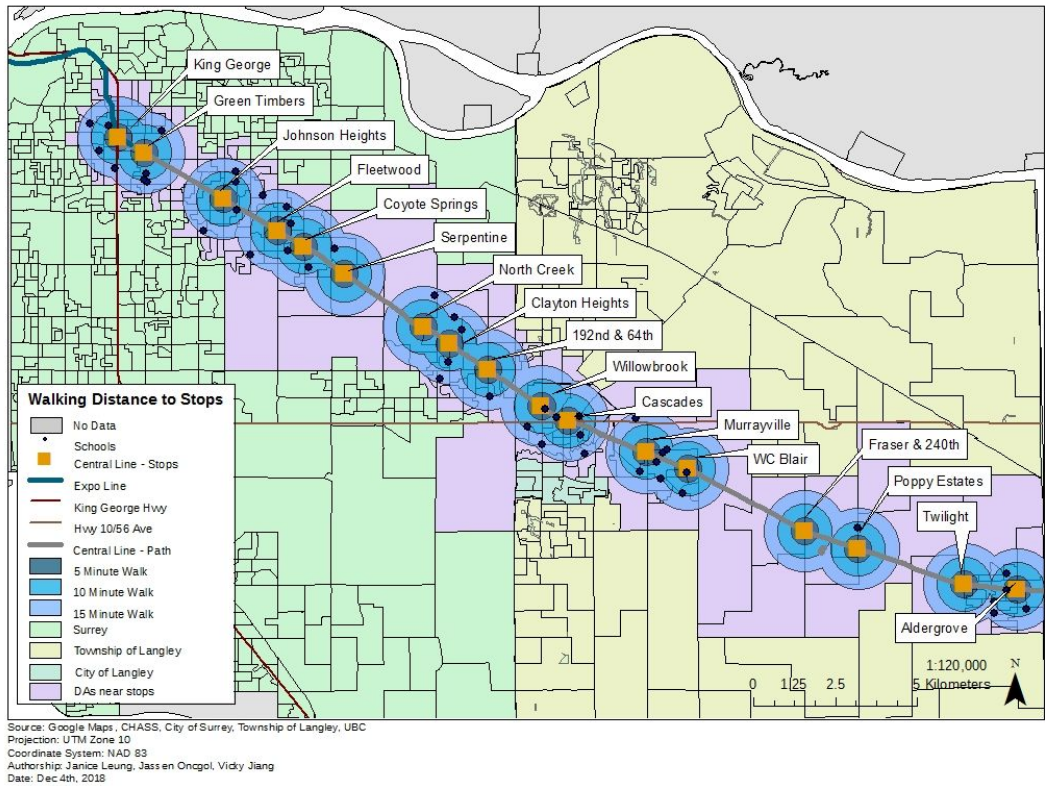 King George
Green Timbers
Johnson Heights
Fleetwood
Coyote Springs
Serpentine
North Creek
Clayton Heights
192nd & 64th
Willowbrook
Cascades
Murrayville
WC Blair
Fraser & 240th
Poppy Estates
Twilight
Aldergrove
Walking Distance to Stops
No Data
Schools
Central Line - Stops
Expo Line
King George Hwy
Hwy 10/56 Ave
Central Line - Path
5 Minute Walk
10 Minute Walk
15 Minute Walk
Surrey
Township of Langley
City of Langley
DAs near stops
1:120,000
N
0 1.25 2.5 5
Kilometers
Source: Google Maps, CHASS, City of Surrey, Township of Langley, UBC
Projection: UTM Zone 10
Coordinate System: NAD 83
Authorship: Janice Leung, Jassen Oncgol, Vicky Jiang
Date: Dec 4th, 2018